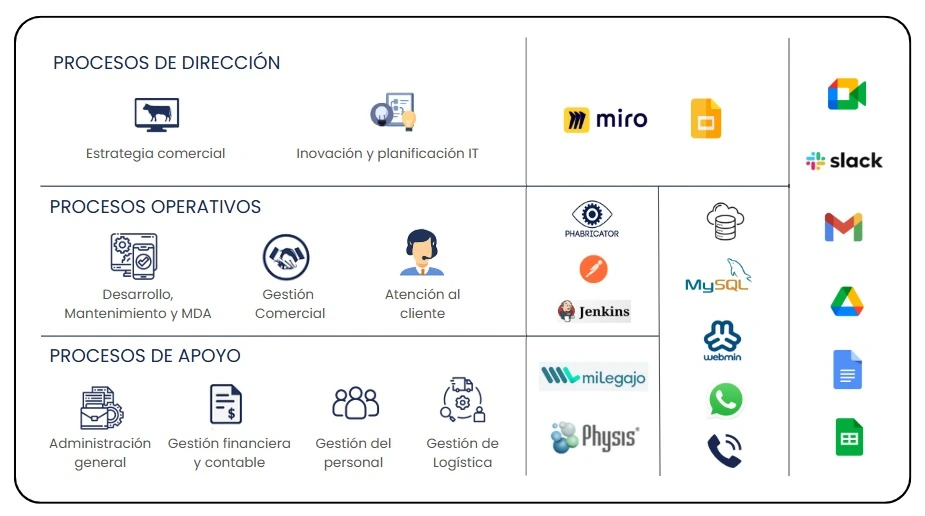 PROCESOS DE DIRECCIÓN
Estrategia comercial
Inovación y planificación IT
miro
slack
PROCESOS OPERATIVOS
Desarrollo,
Mantenimiento y MDA
Gestión
Comercial
Atención al
cliente
PHABRICATOR
Jenkins
MySQL
webmin
PROCESOS DE APOYO
$
Administración
general
Gestión financiera
y contable
Gestión del
personal
Gestión de
Logística
miLegajo
Physis®